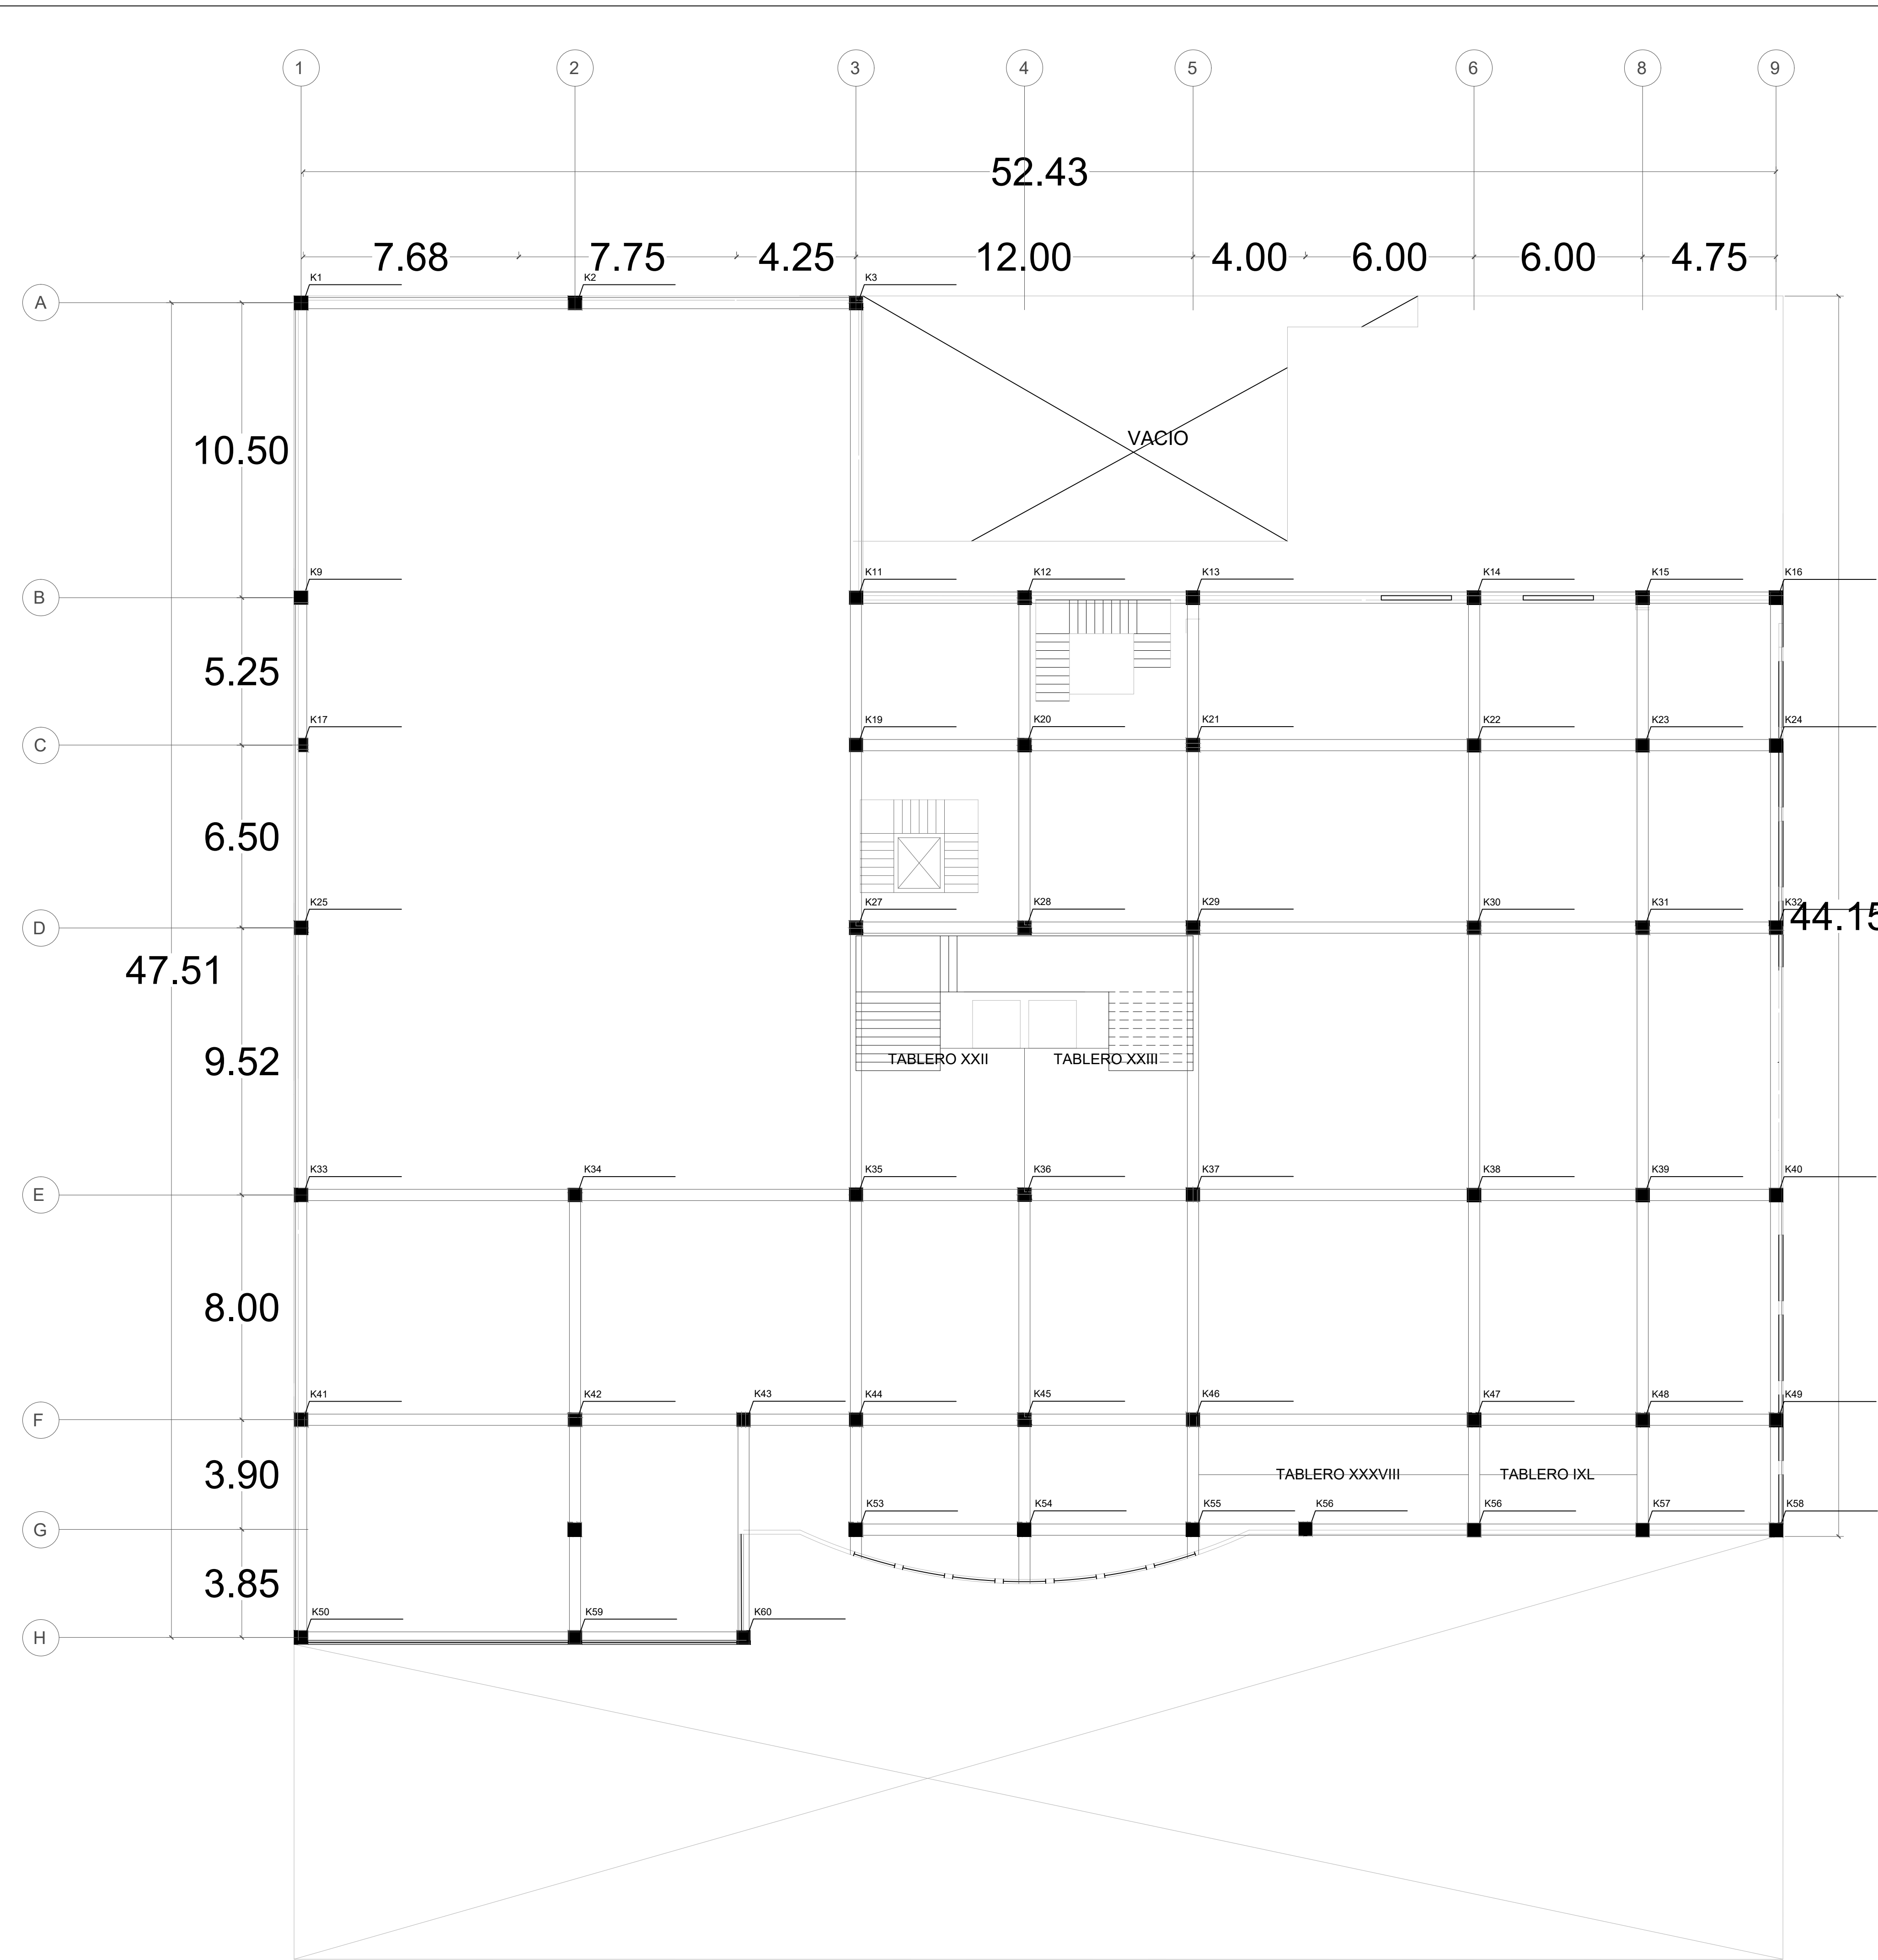 1 2 3 4 5 6 8 9
52.43
7.68 7.75 4.25 12.00 4.00 6.00 6.00 4.75
K1 K2 K3
A
VACIO
10.50
K9 K11 K12 K13 K14 K15 K16
B
5.25
K17 K19 K20 K21 K22 K23 K24
C
6.50
K25 K27 K28 K29 K30 K31 K32
D
44.15
47.51
9.52
TABLERO XXII TABLERO XXIII
K33 K34 K35 K36 K37 K38 K39 K40
E
8.00
K41 K42 K43 K44 K45 K46 K47 K48 K49
F
3.90
TABLERO XXXVIII TABLERO IXL
K53 K54 K55 K56 K56 K57 K58
G
3.85
K50 K59 K60
H